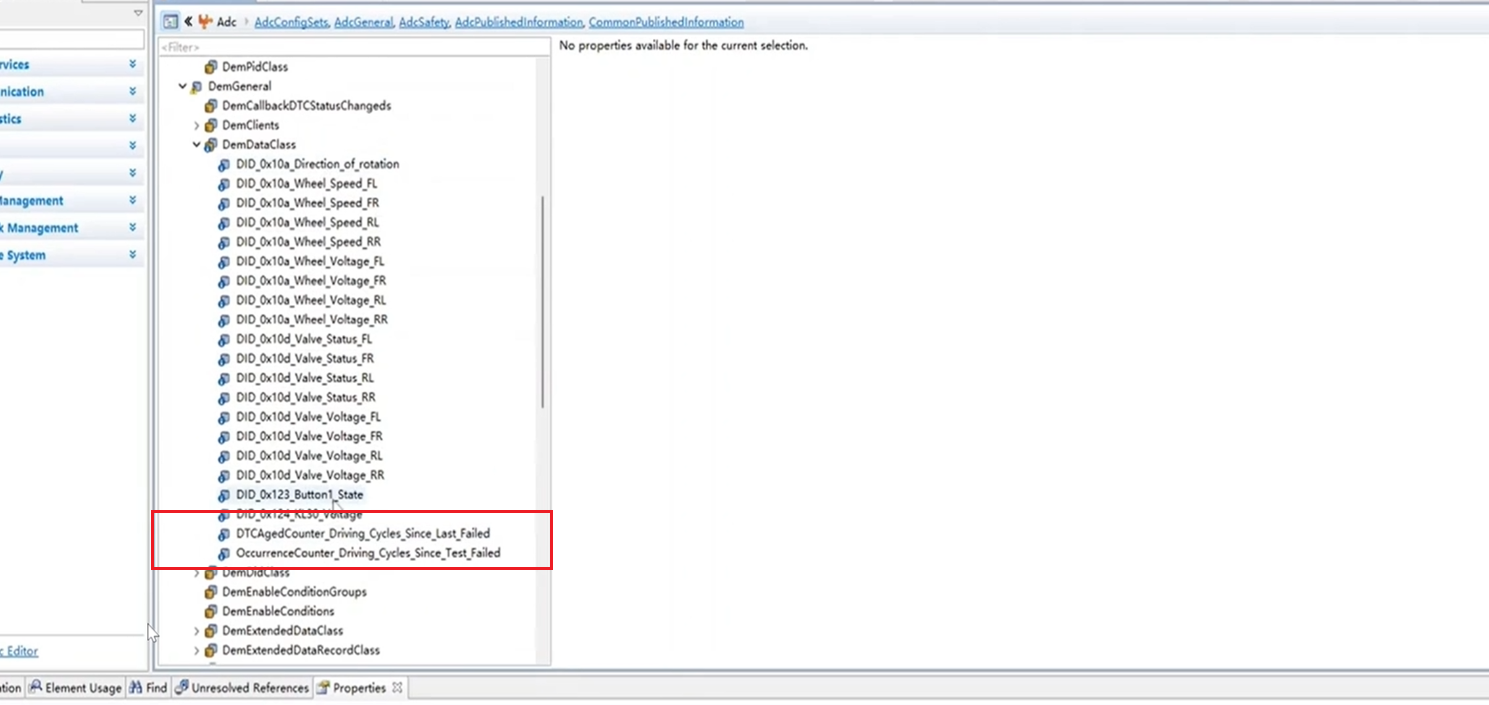 Adc AdcConfigSets, AdcGeneral, AdcSafety, AdcPublishedInformation, CommonPublishedInformation
<Filter>
No properties available for the current selection.
rvices
nication
stics
y
Management
k Management
e System
c Editor
DemPidClass
DemGeneral
DemCallbackDTCStatusChangeds
DemClients
DemDataClass
DID_0x10a_Direction_of_rotation
DID_0x10a_Wheel_Speed_FL
DID_0x10a_Wheel_Speed_FR
DID_0x10a_Wheel_Speed_RL
DID_0x10a_Wheel_Speed_RR
DID_0x10a_Wheel_Voltage_FL
DID_0x10a_Wheel_Voltage_FR
DID_0x10a_Wheel_Voltage_RL
DID_0x10a_Wheel_Voltage_RR
DID_0x10d_Valve_Status_FL
DID_0x10d_Valve_Status_FR
DID_0x10d_Valve_Status_RL
DID_0x10d_Valve_Status_RR
DID_0x10d_Valve_Voltage_FL
DID_0x10d_Valve_Voltage_FR
DID_0x10d_Valve_Voltage_RL
DID_0x10d_Valve_Voltage_RR
DID_0x123_Button1_State
DID_0x124_KL30_Voltage
DTCAgedCounter_Driving_Cycles_Since_Last_Failed
OccurrenceCounter_Driving_Cycles_Since_Test_Failed
DemDidClass
DemEnableConditionGroups
DemEnableConditions
DemExtendedDataClass
DemExtendedDataRecordClass
ation Element Usage Find Unresolved References Properties